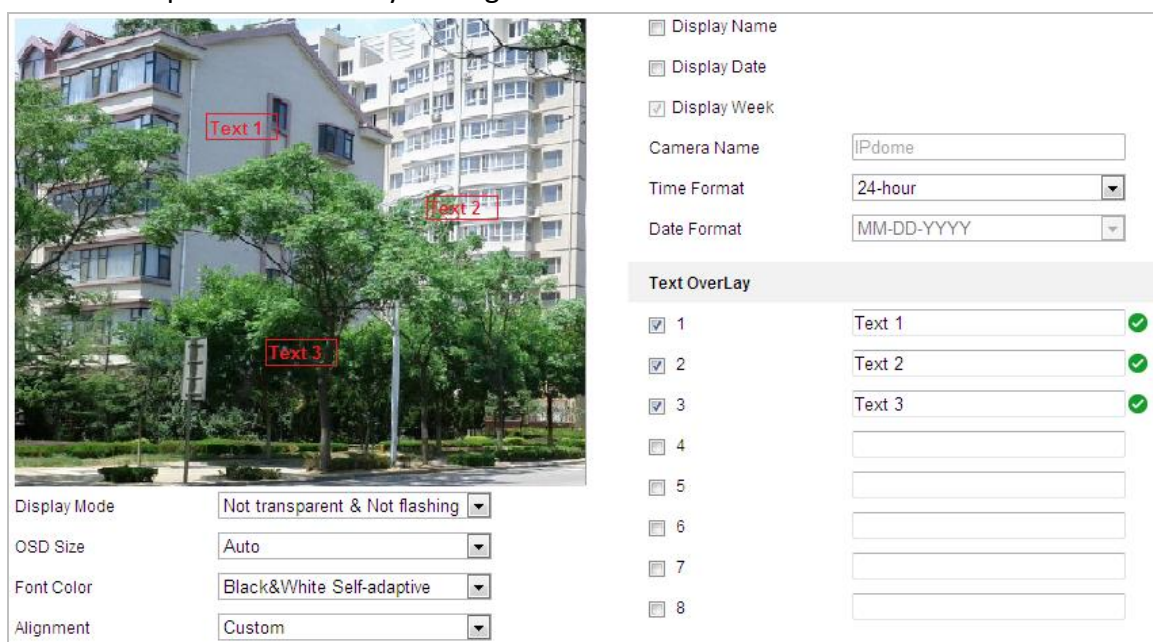 Text 1
Text 2
Text 3
Display Mode Not transparent & Not flashing
OSD Size Auto
Font Color Black&White Self-adaptive
Alignment Custom
Display Name
Display Date
Display Week
Camera Name IPdome
Time Format 24-hour
Date Format MM-DD-YYYY
Text OverLay
1 Text 1
2 Text 2
3 Text 3
4
5
6
7
8